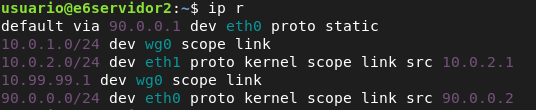 usuario@e6servidor2:~$ ip r
default via 90.0.0.1 dev eth0 proto static
10.0.1.0/24 dev wg0 scope link
10.0.2.0/24 dev eth1 proto kernel scope link src 10.0.2.1
10.99.99.1 dev wg0 scope link
90.0.0.0/24 dev eth0 proto kernel scope link src 90.0.0.2